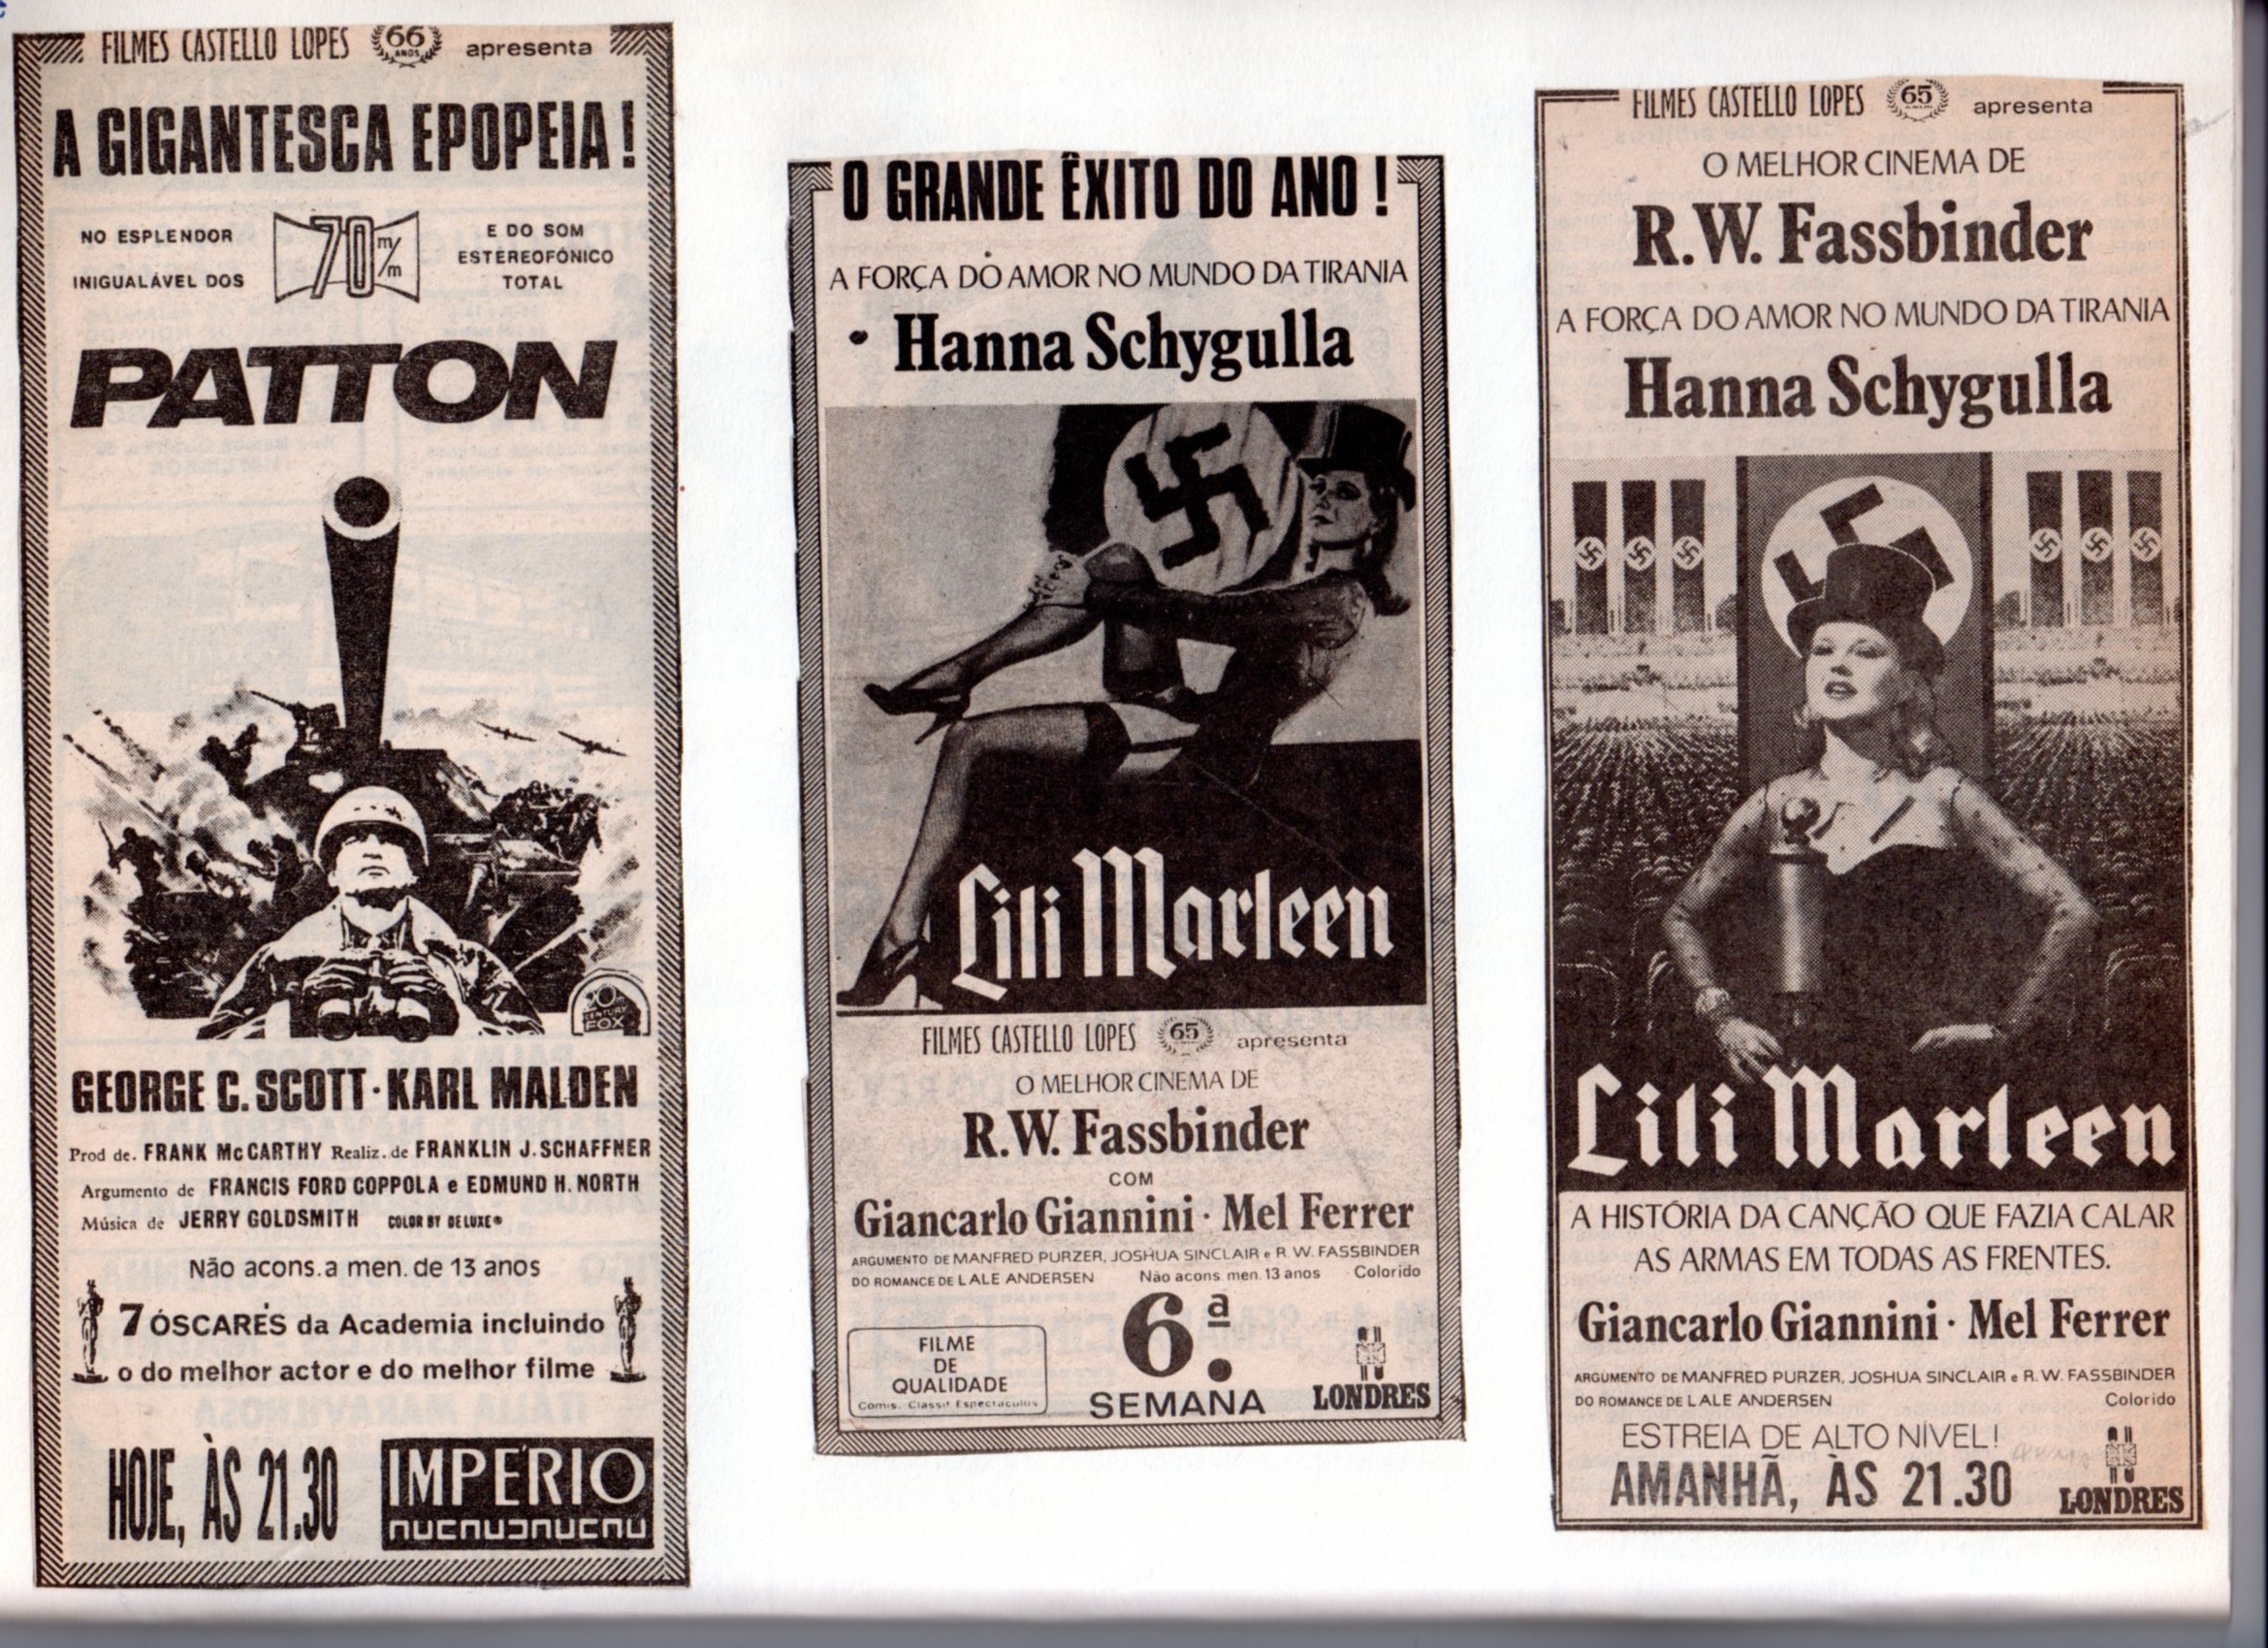 FILMES CASTELLO LOPES 66 ANOS apresenta
A GIGANTESCA EPOPEIA!
NO ESPLENDOR
INIGUALÁVEL DOS
70 m/m
E DO SOM
ESTEREOFÓNICO
TOTAL
PATTON
20
CENTURY
FOX
GEORGE C. SCOTT · KARL MALDEN
Prod de. FRANK McCARTHY Realiz. de FRANKLIN J. SCHAFFNER
Argumento de FRANCIS FORD COPPOLA e EDMUND H. NORTH
Música de JERRY GOLDSMITH COLOR BY DE LUXE®
Não acons. a men. de 13 anos
7 ÓSCARES da Academia incluindo
o do melhor actor e do melhor filme
HOJE, ÀS 21.30
IMPÉRIO
O GRANDE ÊXITO DO ANO!
A FORÇA DO AMOR NO MUNDO DA TIRANIA
Hanna Schygulla
Lili Marleen
FILMES CASTELLO LOPES 65 apresenta
O MELHOR CINEMA DE
R.W. Fassbinder
COM
Giancarlo Giannini · Mel Ferrer
ARGUMENTO DE MANFRED PURZER, JOSHUA SINCLAIR e R. W. FASSBINDER
DO ROMANCE DE LALE ANDERSEN Não acons. men. 13 anos Colorido
FILME
DE
QUALIDADE
Comis. Classif. Espectaculos
6.ª
SEMANA
LONDRES
FILMES CASTELLO LOPES 65 apresenta
O MELHOR CINEMA DE
R.W. Fassbinder
A FORÇA DO AMOR NO MUNDO DA TIRANIA
Hanna Schygulla
Lili Marleen
A HISTÓRIA DA CANÇÃO QUE FAZIA CALAR
AS ARMAS EM TODAS AS FRENTES.
Giancarlo Giannini · Mel Ferrer
ARGUMENTO DE MANFRED PURZER, JOSHUA SINCLAIR e R. W. FASSBINDER
DO ROMANCE DE LALE ANDERSEN Colorido
ESTREIA DE ALTO NÍVEL!
AMANHÃ, ÀS 21.30
LONDRES